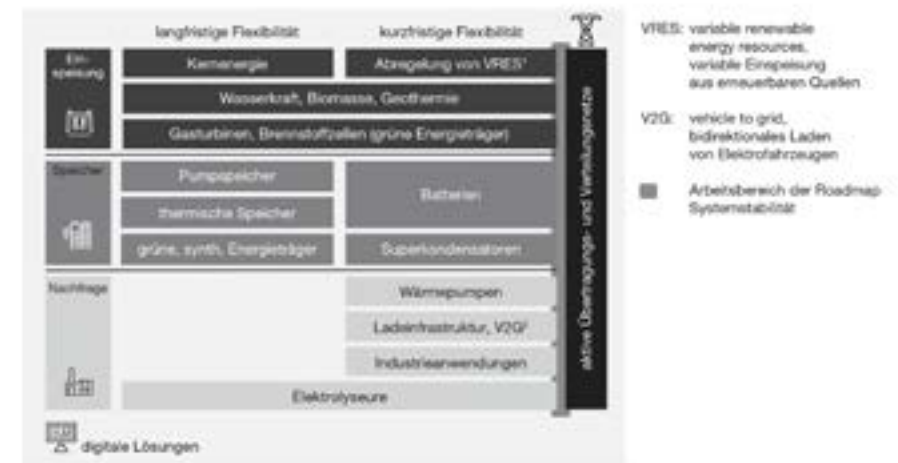 langfristige Flexibilität
kurzfristige Flexibilität
Ein-
speisung
Kernenergie
Abregelung von VRES¹
Wasserkraft, Biomasse, Geothermie
Gasturbinen, Brennstoffzellen (grüne Energieträger)
Speicher
Pumpspeicher
Batterien
thermische Speicher
grüne, synth. Energieträger
Superkondensatoren
Nachfrage
Wärmepumpen
Ladeinfrastruktur, V2G²
Industrieanwendungen
Elektrolyseure
aktive Übertragungs- und Verteilungsnetze
digitale Lösungen
VRES: variable renewable
energy resources,
variable Einspeisung
aus erneuerbaren Quellen
V2G: vehicle to grid,
bidirektionales Laden
von Elektrofahrzeugen
Arbeitsbereich der Roadmap
Systemstabilität